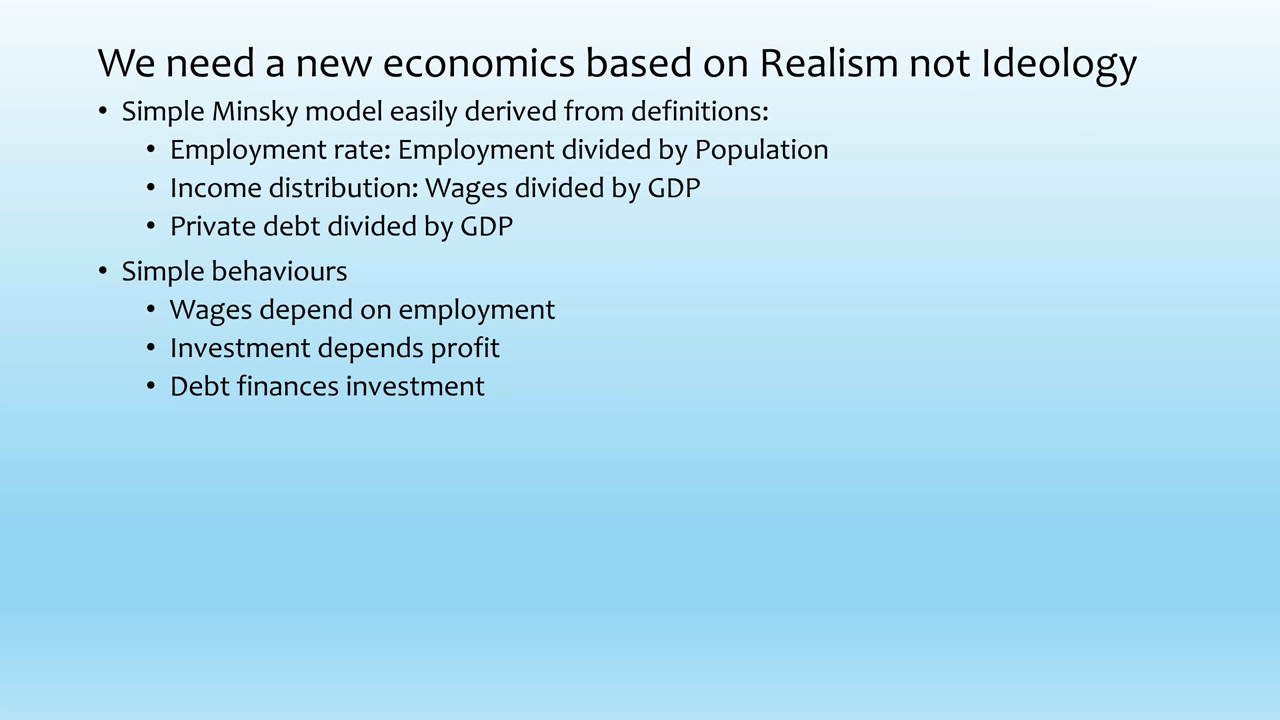 We need a new economics based on Realism not Ideology
• Simple Minsky model easily derived from definitions:
• Employment rate: Employment divided by Population
• Income distribution: Wages divided by GDP
• Private debt divided by GDP
• Simple behaviours
• Wages depend on employment
• Investment depends profit
• Debt finances investment